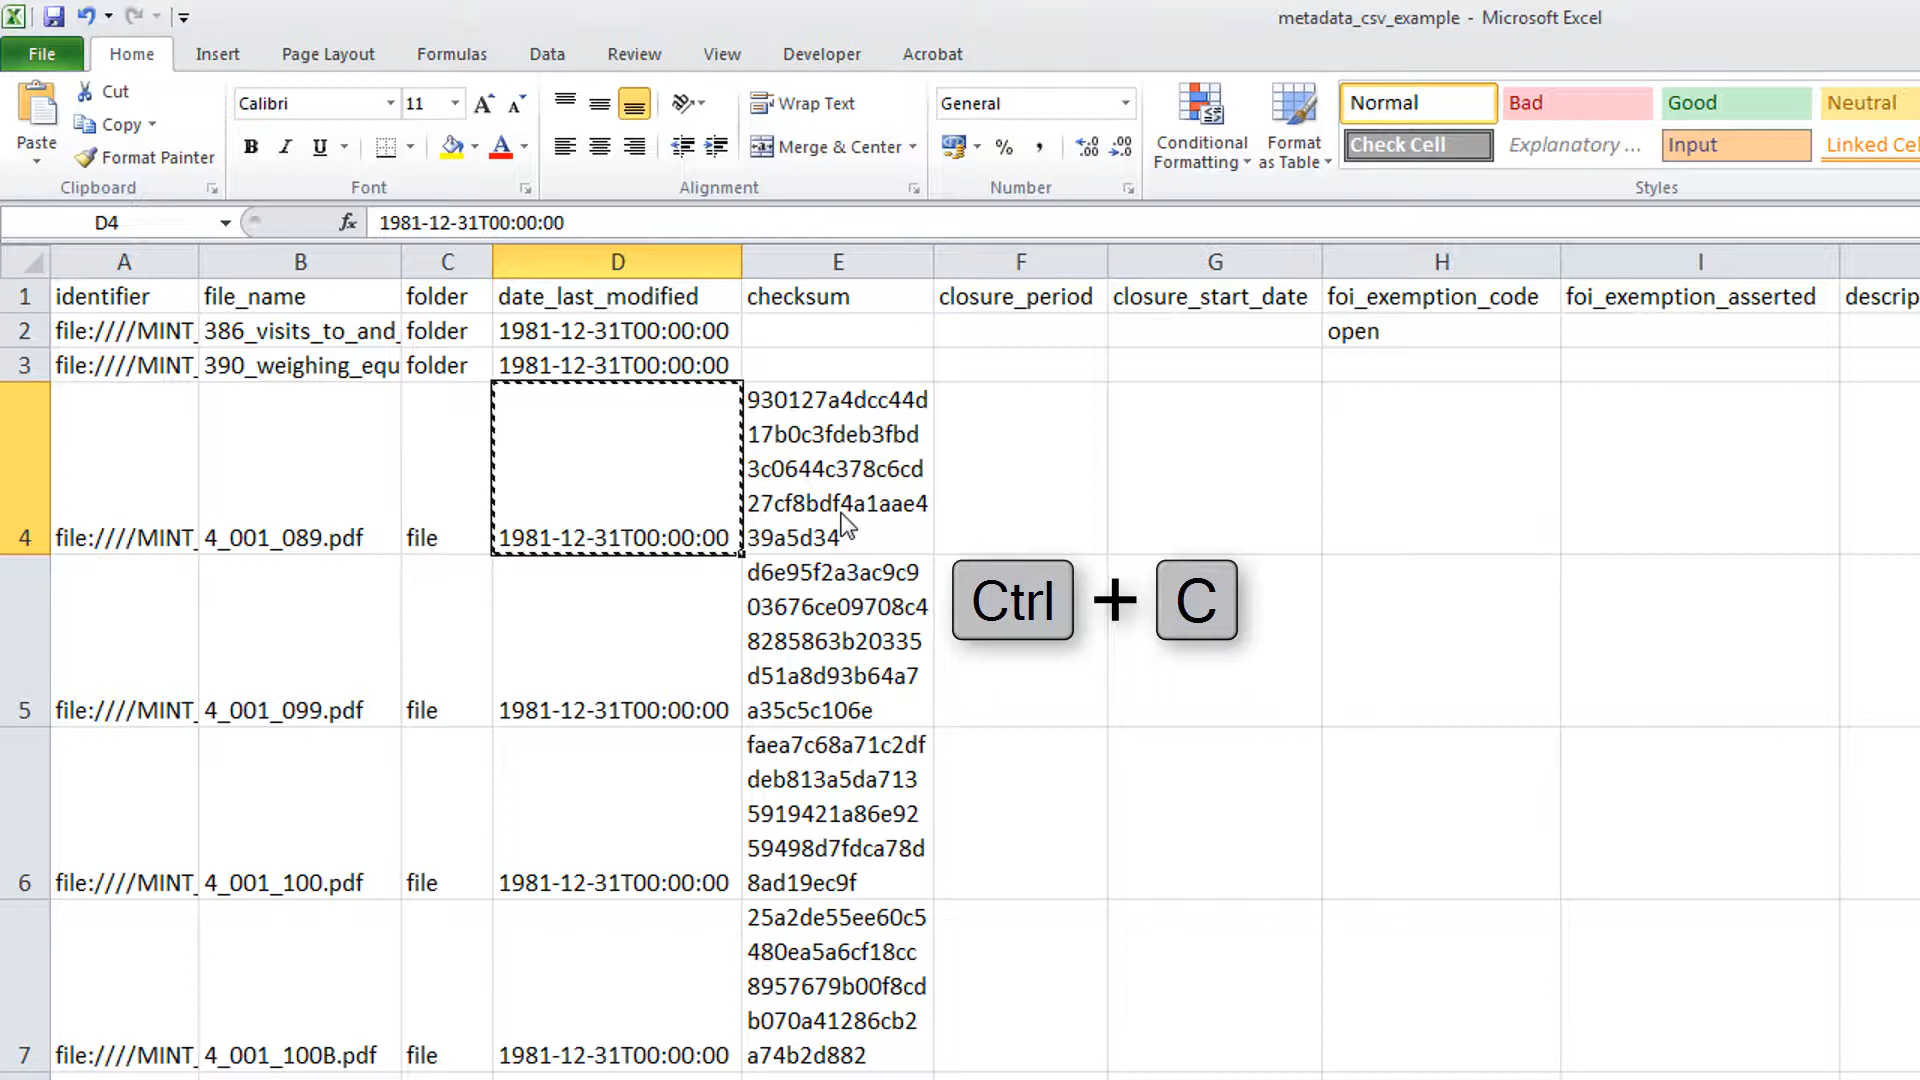 metadata_csv_example - Microsoft Excel
File Home Insert Page Layout Formulas Data Review View Developer Acrobat
Paste
Cut
Copy
Format Painter
Clipboard
Calibri 11
B I U A
Font
Wrap Text
Merge & Center
Alignment
General
% ,
Number
Conditional Formatting
Format as Table
Normal Bad Good Neutral
Check Cell Explanatory ... Input Linked Cel
Styles
D4 fx 1981-12-31T00:00:00
A B C D E F G H I
1 identifier file_name folder date_last_modified checksum closure_period closure_start_date foi_exemption_code foi_exemption_asserted descrip
2 file:////MINT_ 386_visits_to_and_ folder 1981-12-31T00:00:00 open
3 file:////MINT_ 390_weighing_equ folder 1981-12-31T00:00:00
930127a4dcc44d
17b0c3fdeb3fbd
3c0644c378c6cd
27cf8bdf4a1aae4
4 file:////MINT_ 4_001_089.pdf file 1981-12-31T00:00:00 39a5d34
d6e95f2a3ac9c9
Ctrl + C
03676ce09708c4
8285863b20335
d51a8d93b64a7
5 file:////MINT_ 4_001_099.pdf file 1981-12-31T00:00:00 a35c5c106e
faea7c68a71c2df
deb813a5da713
5919421a86e92
59498d7fdca78d
6 file:////MINT_ 4_001_100.pdf file 1981-12-31T00:00:00 8ad19ec9f
25a2de55ee60c5
480ea5a6cf18cc
8957679b00f8cd
b070a41286cb2
7 file:////MINT_ 4_001_100B.pdf file 1981-12-31T00:00:00 a74b2d882